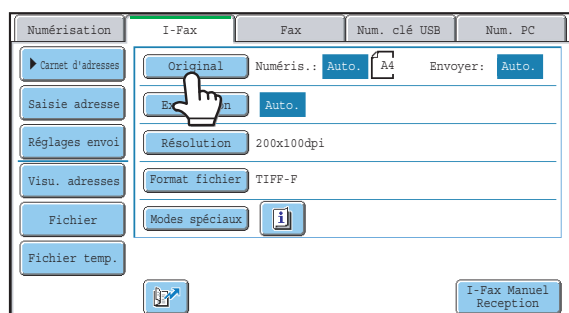 Numérisation I-Fax Fax Num. clé USB Num. PC
Carnet d'adresses Original Numéris.: Auto. A4 Envoyer: Auto.
Saisie adresse Auto.
Réglages envoi Résolution 200x100dpi
Visu. adresses Format fichier TIFF-F
Fichier Modes spéciaux
Fichier temp.
I-Fax Manuel
Reception